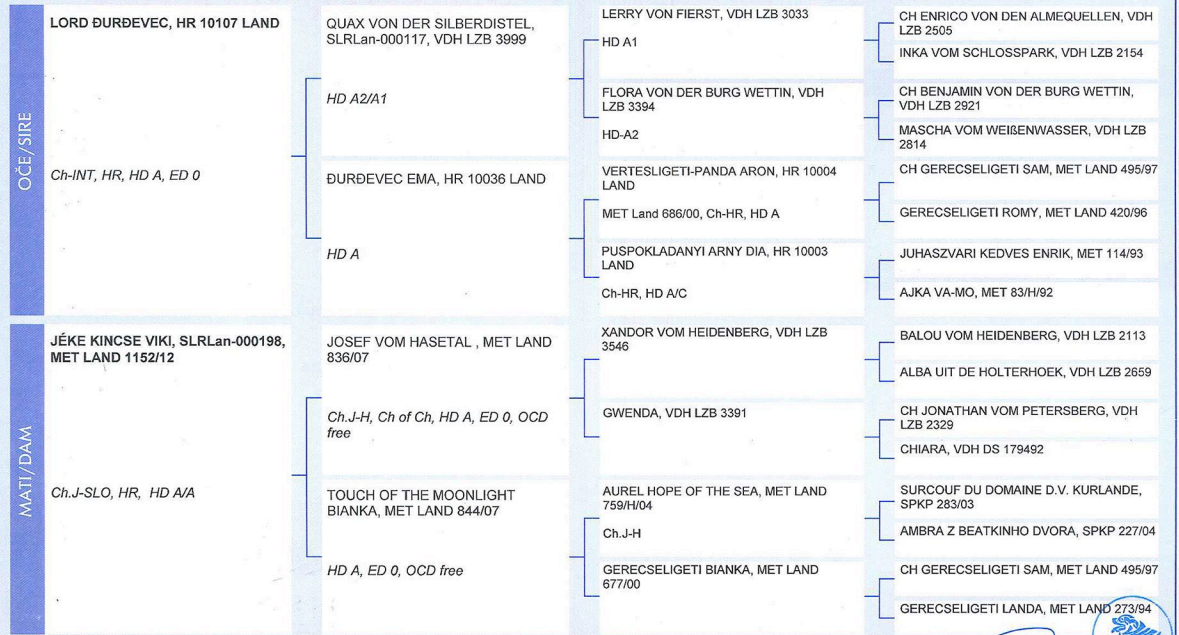 OČE/SIRE
LORD ĐURĐEVEC, HR 10107 LAND
Ch-INT, HR, HD A, ED 0
QUAX VON DER SILBERDISTEL,
SLRLan-000117, VDH LZB 3999
HD A2/A1
ĐURĐEVEC EMA, HR 10036 LAND
HD A
LERRY VON FIERST, VDH LZB 3033
HD A1
FLORA VON DER BURG WETTIN, VDH
LZB 3394
HD-A2
VERTESLIGETI-PANDA ARON, HR 10004
LAND
MET Land 686/00, Ch-HR, HD A
PUSPOKLADANYI ARNY DIA, HR 10003
LAND
Ch-HR, HD A/C
CH ENRICO VON DEN ALMEQUELLEN, VDH
LZB 2505
INKA VOM SCHLOSSPARK, VDH LZB 2154
CH BENJAMIN VON DER BURG WETTIN,
VDH LZB 2921
MASCHA VOM WEIßENWASSER, VDH LZB
2814
CH GERECSELIGETI SAM, MET LAND 495/97
GERECSELIGETI ROMY, MET LAND 420/96
JUHASZVARI KEDVES ENRIK, MET 114/93
AJKA VA-MO, MET 83/H/92
MATI/DAM
JÉKE KINCSE VIKI, SLRLan-000198,
MET LAND 1152/12
Ch.J-SLO, HR, HD A/A
JOSEF VOM HASETAL , MET LAND
836/07
Ch.J-H, Ch of Ch, HD A, ED 0, OCD
free
TOUCH OF THE MOONLIGHT
BIANKA, MET LAND 844/07
HD A, ED 0, OCD free
XANDOR VOM HEIDENBERG, VDH LZB
3546
GWENDA, VDH LZB 3391
AUREL HOPE OF THE SEA, MET LAND
759/H/04
Ch.J-H
GERECSELIGETI BIANKA, MET LAND
677/00
BALOU VOM HEIDENBERG, VDH LZB 2113
ALBA UIT DE HOLTERHOEK, VDH LZB 2659
CH JONATHAN VOM PETERSBERG, VDH
LZB 2329
CHIARA, VDH DS 179492
SURCOUF DU DOMAINE D.V. KURLANDE,
SPKP 283/03
AMBRA Z BEATKINHO DVORA, SPKP 227/04
CH GERECSELIGETI SAM, MET LAND 495/97
GERECSELIGETI LANDA, MET LAND 273/94